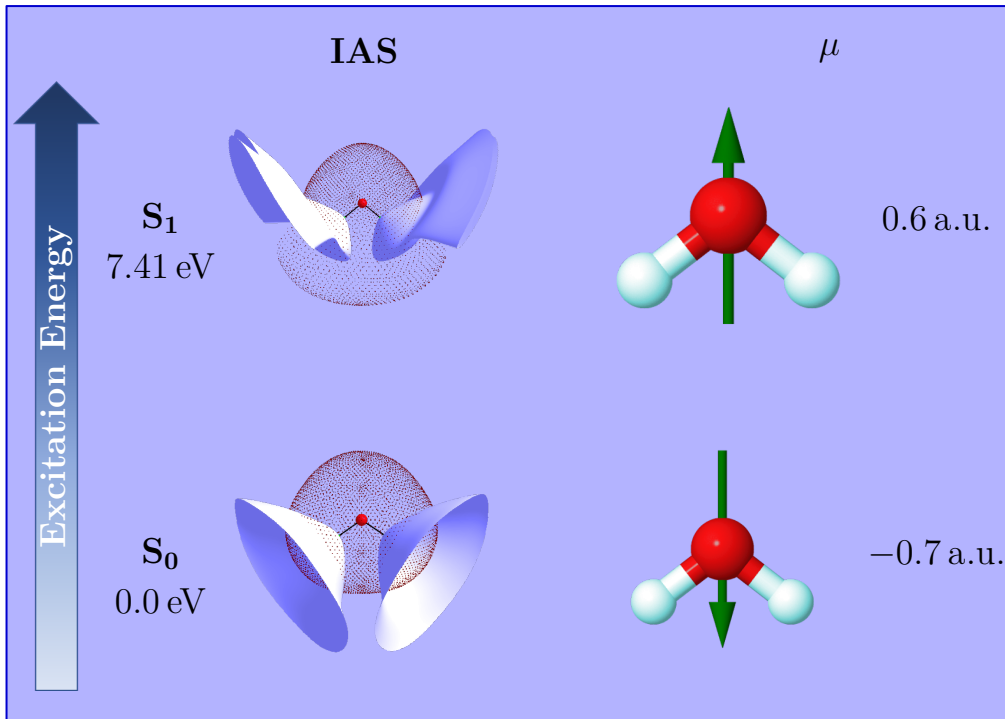 IAS
μ
Excitation Energy
S₁
7.41 eV
0.6 a.u.
S₀
0.0 eV
−0.7 a.u.